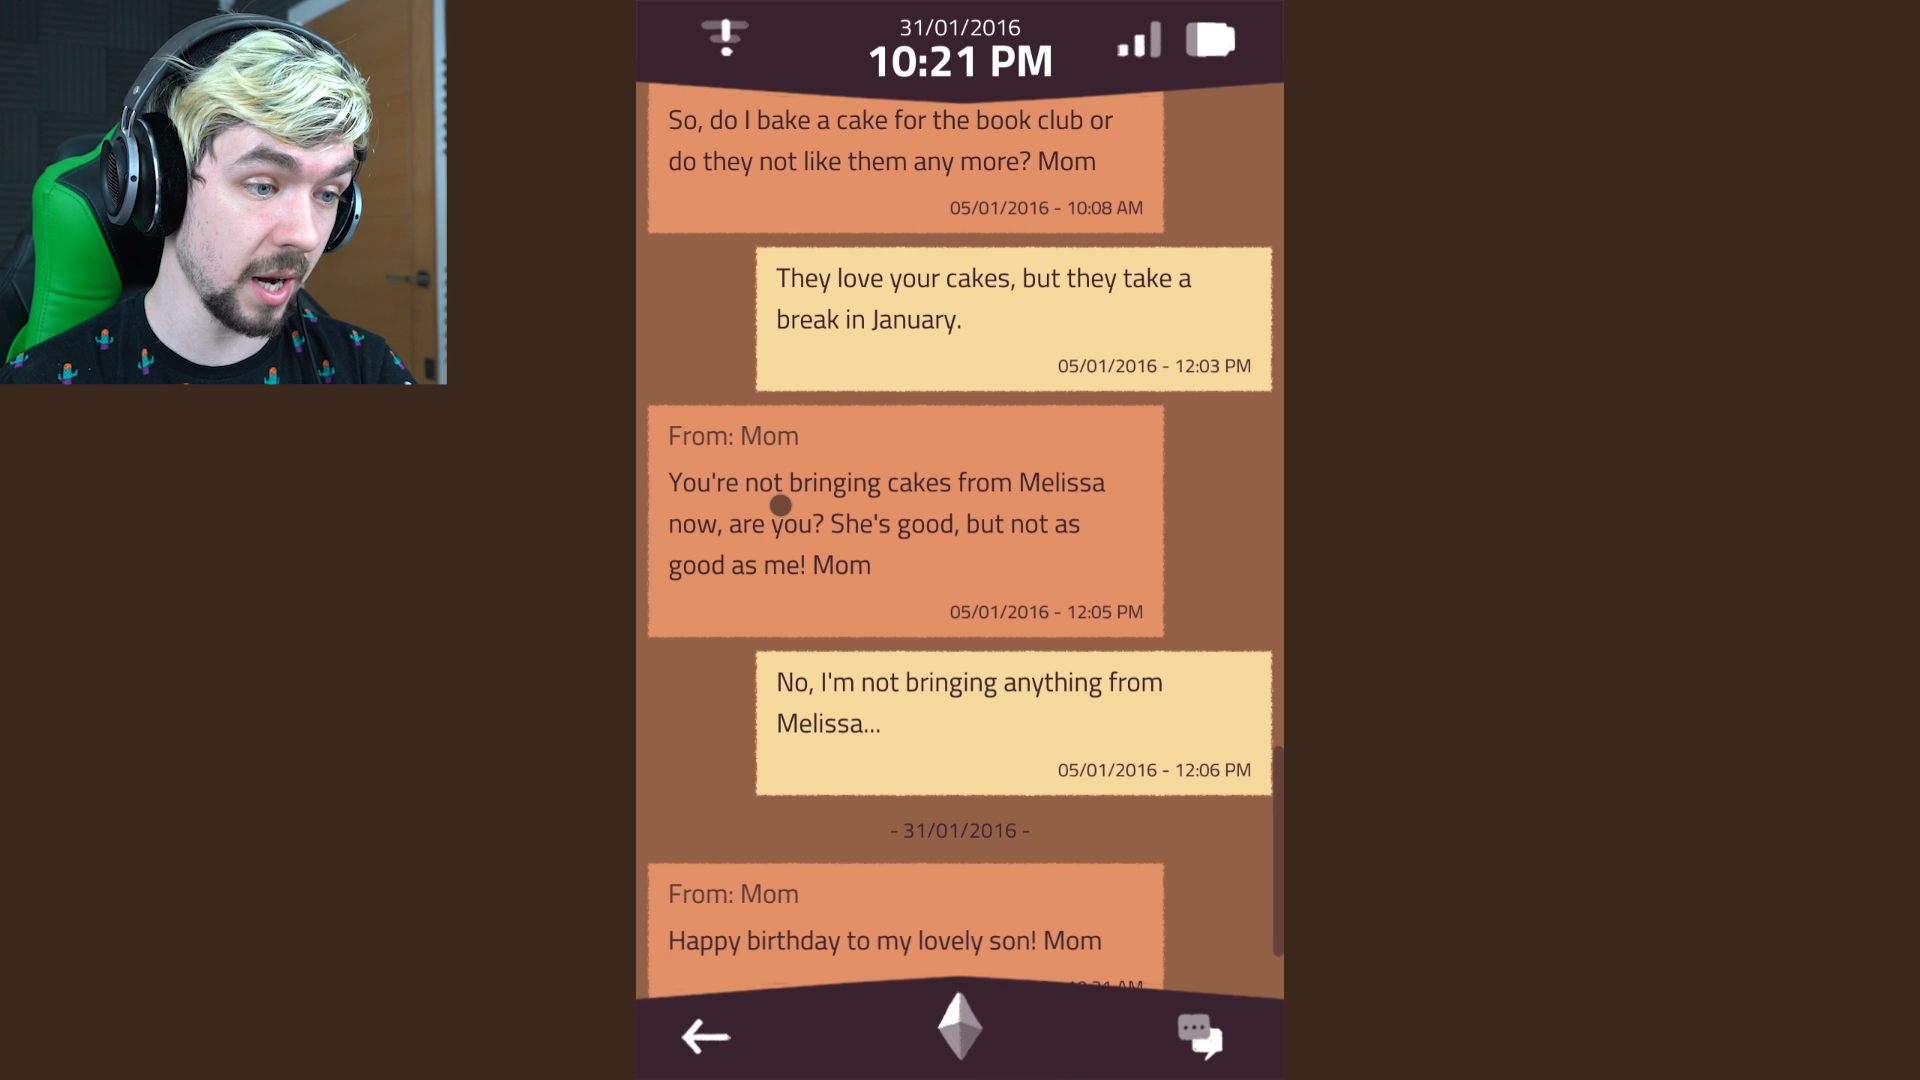 31/01/2016
10:21 PM
So, do I bake a cake for the book club or
do they not like them any more? Mom
05/01/2016 - 10:08 AM
They love your cakes, but they take a
break in January.
05/01/2016 - 12:03 PM
From: Mom
You're not bringing cakes from Melissa
now, are you? She's good, but not as
good as me! Mom
05/01/2016 - 12:05 PM
No, I'm not bringing anything from
Melissa...
05/01/2016 - 12:06 PM
- 31/01/2016 -
From: Mom
Happy birthday to my lovely son! Mom